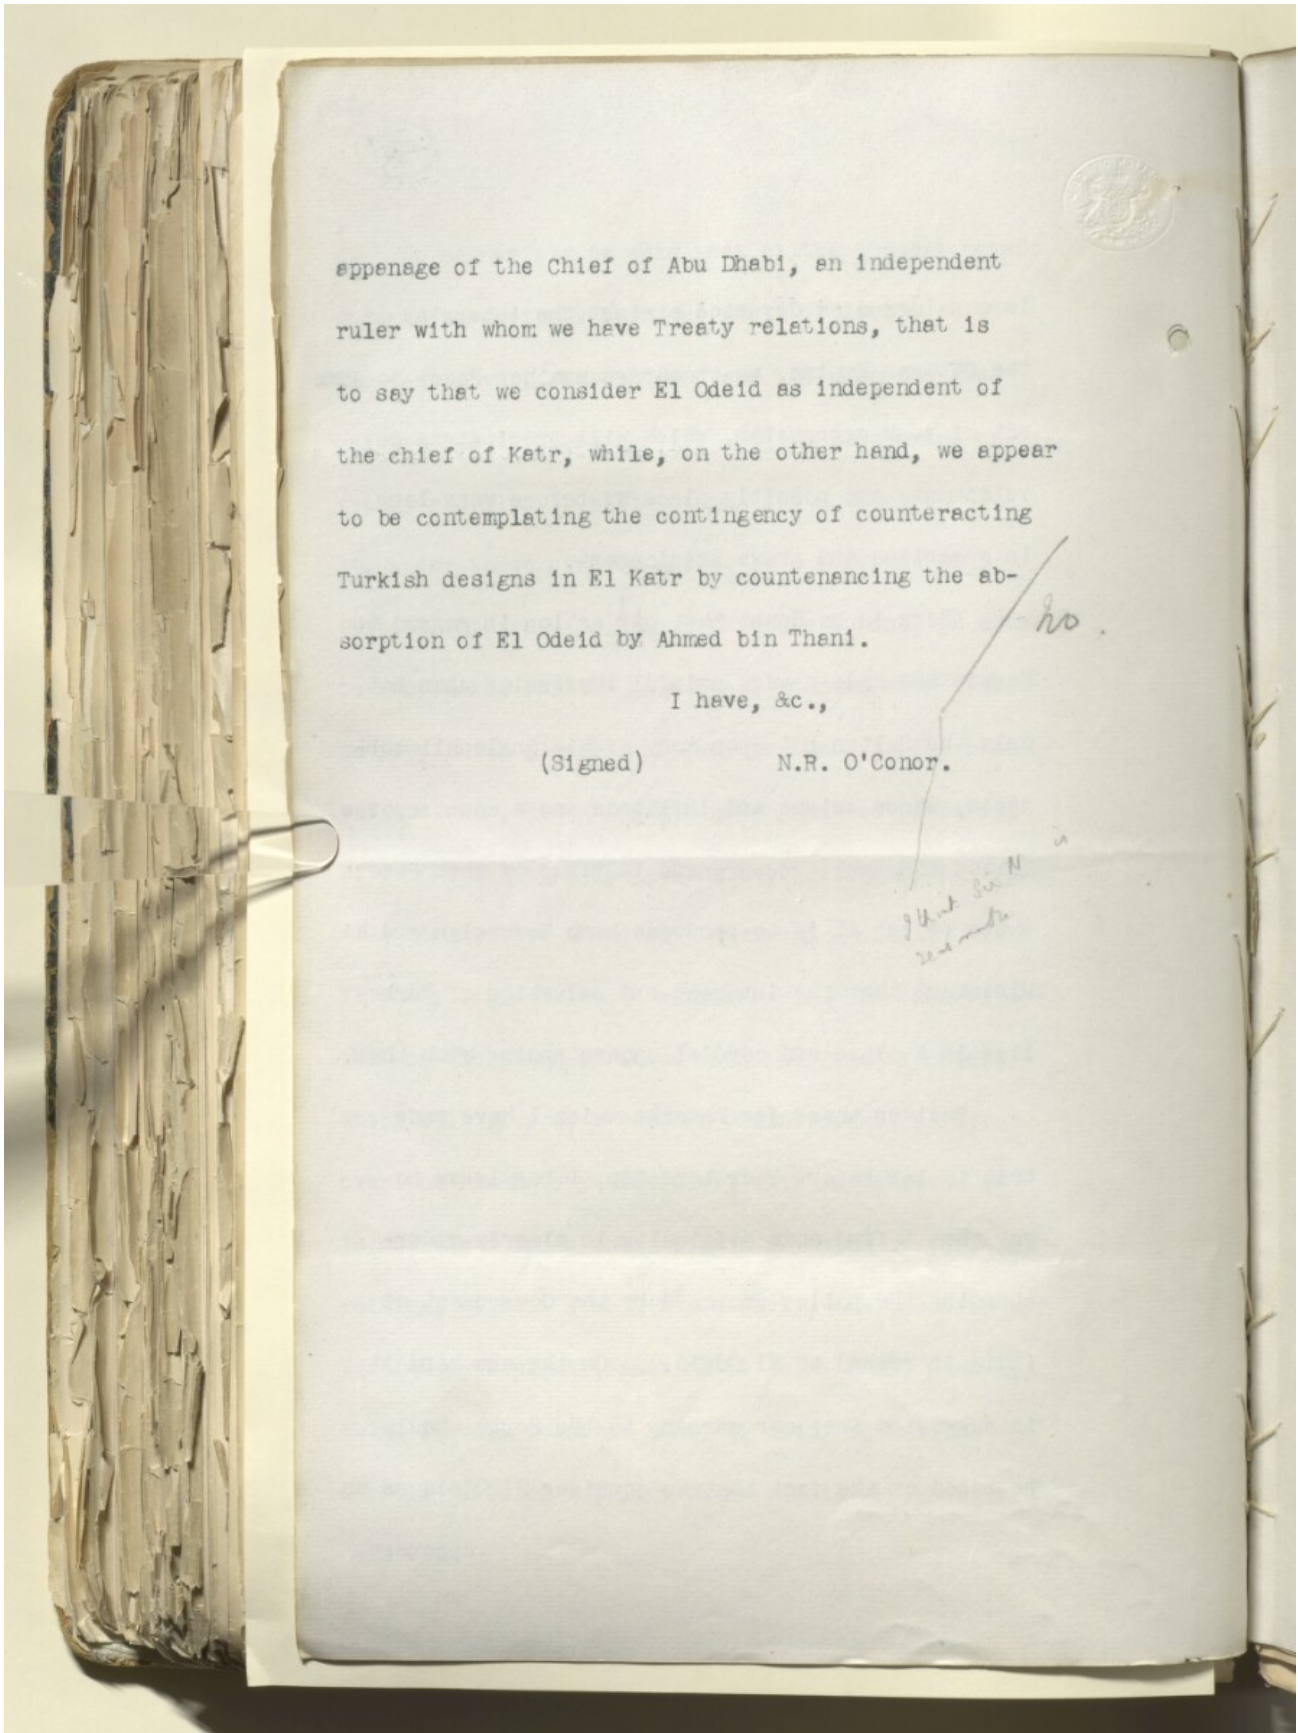 appenage of the Chief of Abu Dhabi, an independent
ruler with whom we have Treaty relations, that is
to say that we consider El Odeid as independent of
the chief of Katr, while, on the other hand, we appear
to be contemplating the contingency of counteracting
Turkish designs in El Katr by countenancing the ab-
sorption of El Odeid by Ahmed bin Thani.
no.
I have, &c.,
(Signed) N.R. O'Conor.
Sir N